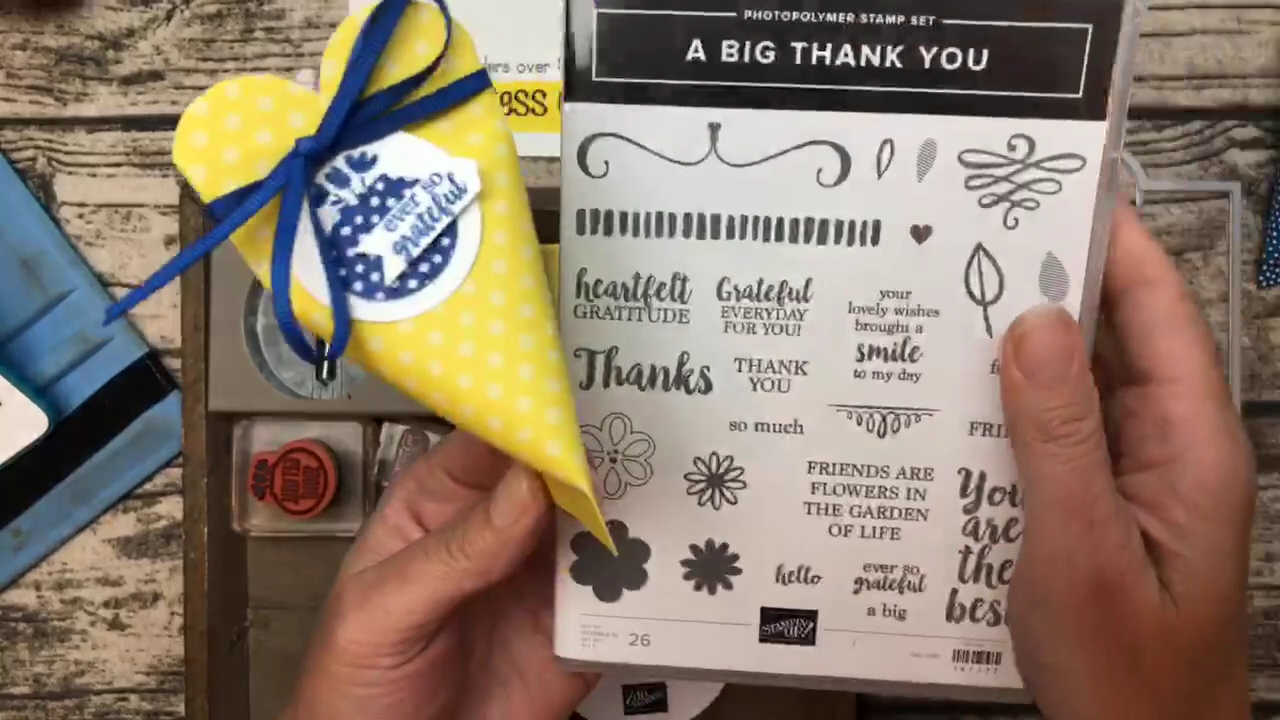 PHOTOPOLYMER STAMP SET
A BIG THANK YOU
ever so
grateful
heartfelt
GRATITUDE
Grateful
EVERYDAY
FOR YOU!
your
lovely wishes
brought a
smile
to my day
Thanks
THANK
YOU
so much
FRIENDS ARE
FLOWERS IN
THE GARDEN
OF LIFE
You
are
the
best
hello
ever so
grateful
a big
26
STAMPIN' UP!